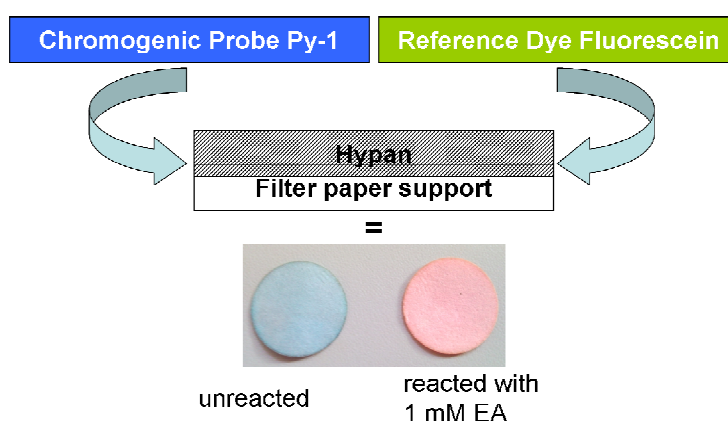 Chromogenic Probe Py-1
Reference Dye Fluorescein
Hypan
Filter paper support
=
unreacted
reacted with
1 mM EA